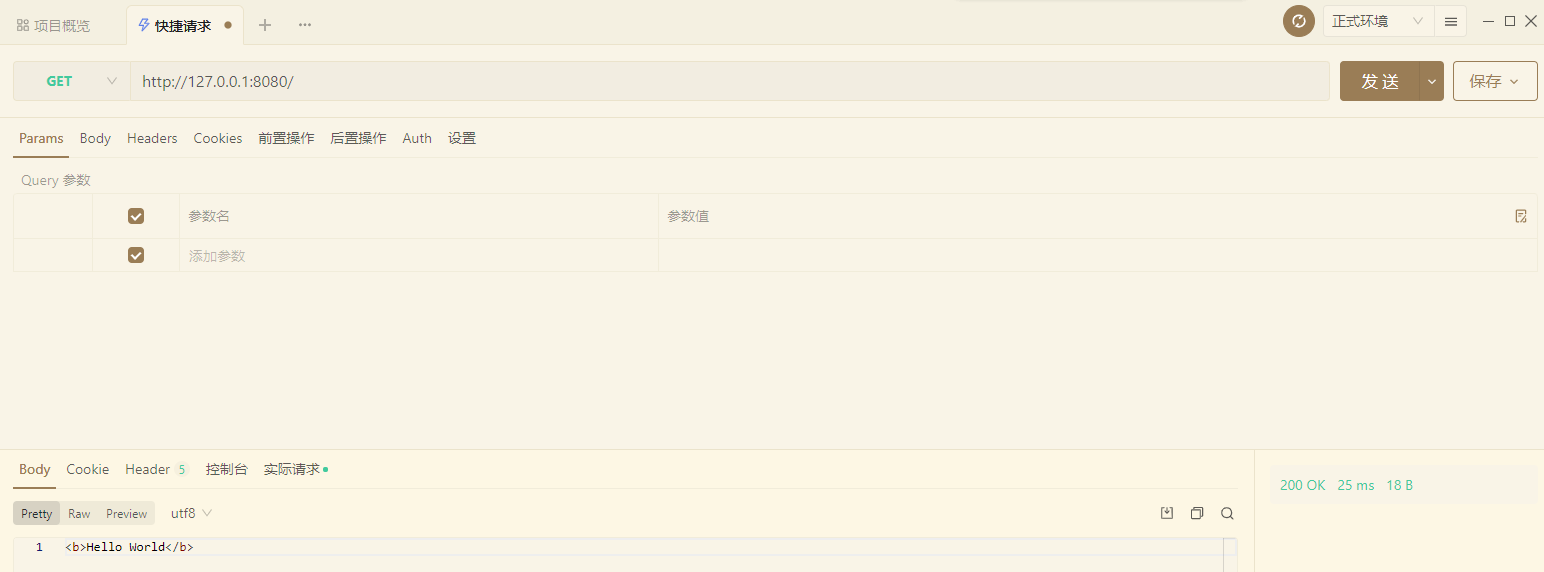 项目概览 快捷请求 正式环境
GET http://127.0.0.1:8080/ 发送 保存
Params Body Headers Cookies 前置操作 后置操作 Auth 设置
Query 参数
参数名 参数值
添加参数
Body Cookie Header 5 控制台 实际请求
200 OK 25 ms 18 B
Pretty Raw Preview utf8
1 <b>Hello World</b>